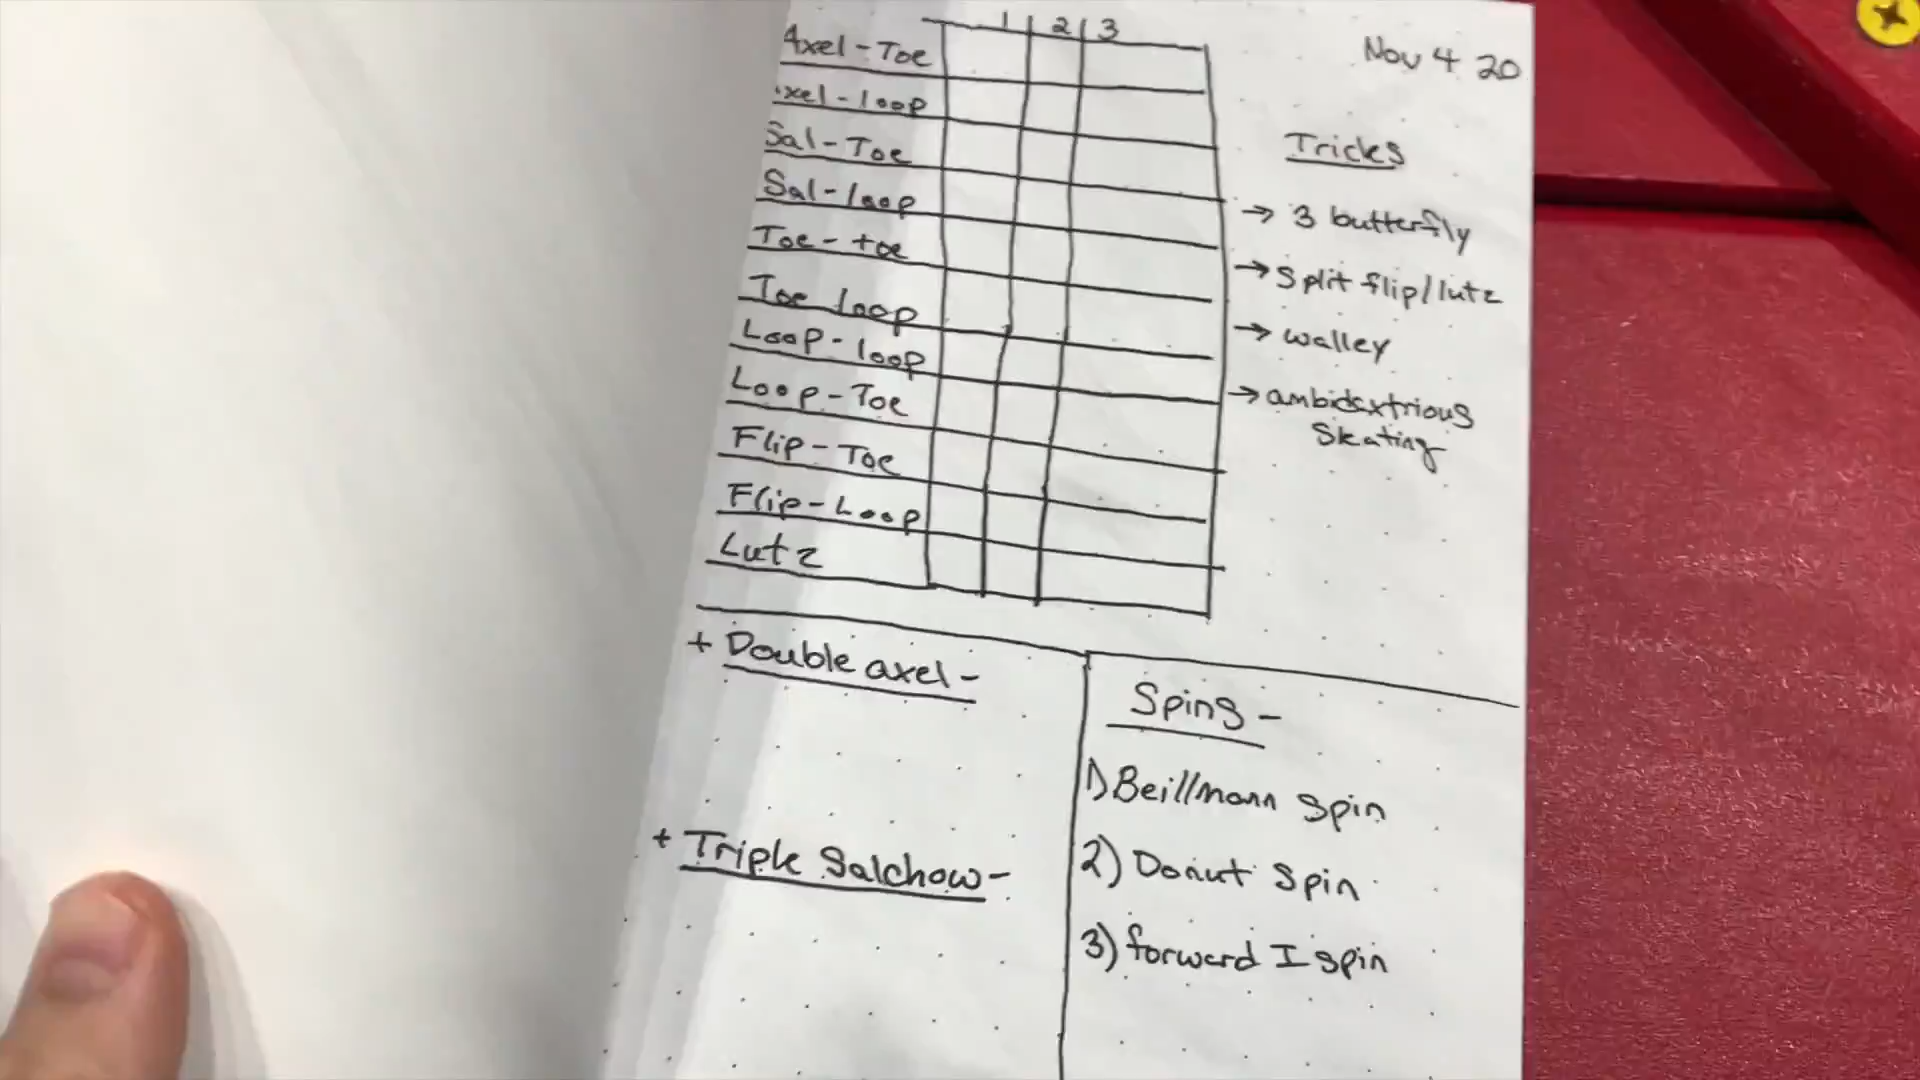 1 2 3
Nov 4 20
Axel-Toe
Axel-loop
Sal-Toe
Sal-loop
Toe-toe
Toe loop
Loop-loop
Loop-Toe
Flip-Toe
Flip-Loop
Lutz
Tricks
→ 3 butterfly
→ Split flip/lutz
→ walley
→ ambidextrious
Skating
+ Double axel-
+ Triple Salchow-
Spins-
1) Beillmann Spin
2) Donut Spin
3) forward I spin